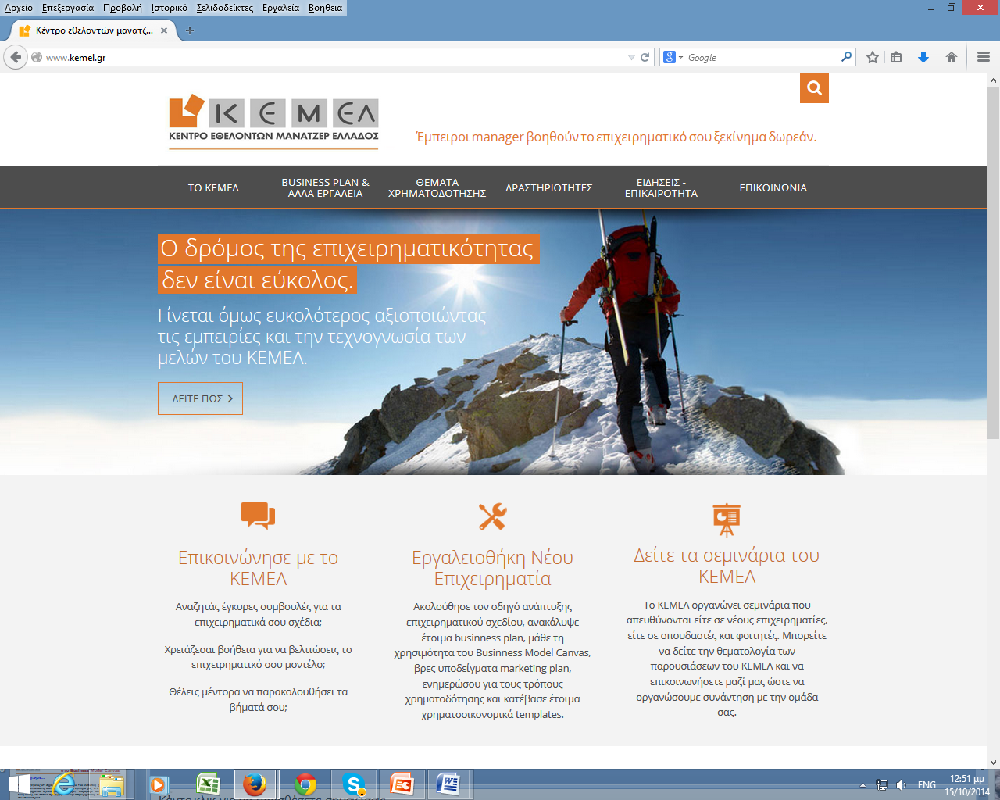 Αρχείο Επεξεργασία Προβολή Ιστορικό Σελιδοδείκτες Εργαλεία Βοήθεια
Κέντρο εθελοντών μανατζ...
www.kemel.gr
Google
ΚΕΜΕΛ
ΚΕΝΤΡΟ ΕΘΕΛΟΝΤΩΝ ΜΑΝΑΤΖΕΡ ΕΛΛΑΔΟΣ
Έμπειροι manager βοηθούν το επιχειρηματικό σου ξεκίνημα δωρεάν.
ΤΟ ΚΕΜΕΛ
BUSINESS PLAN &
ΑΛΛΑ ΕΡΓΑΛΕΙΑ
ΘΕΜΑΤΑ
ΧΡΗΜΑΤΟΔΟΤΗΣΗΣ
ΔΡΑΣΤΗΡΙΟΤΗΤΕΣ
ΕΙΔΗΣΕΙΣ -
ΕΠΙΚΑΙΡΟΤΗΤΑ
ΕΠΙΚΟΙΝΩΝΙΑ
Ο δρόμος της επιχειρηματικότητας
δεν είναι εύκολος.
Γίνεται όμως ευκολότερος αξιοποιώντας
τις εμπειρίες και την τεχνογνωσία των
μελών του ΚΕΜΕΛ.
ΔΕΙΤΕ ΠΩΣ
Επικοινώνησε με το
ΚΕΜΕΛ
Αναζητάς έγκυρες συμβουλές για τα
επιχειρηματικά σου σχέδια;
Χρειάζεσαι βοήθεια για να βελτιώσεις το
επιχειρηματικό σου μοντέλο;
Θέλεις μέντορα να παρακολουθήσει τα
βήματά σου;
Εργαλειοθήκη Νέου
Επιχειρηματία
Ακολούθησε τον οδηγό ανάπτυξης
επιχειρηματικού σχεδίου, ανακάλυψε
έτοιμα businness plan, μάθε τη
χρησιμότητα του Businness Model Canvas,
βρες υποδείγματα marketing plan,
ενημερώσου για τους τρόπους
χρηματοδότησης και κατέβασε έτοιμα
χρηματοοικονομικά templates.
Δείτε τα σεμινάρια του
ΚΕΜΕΛ
Το ΚΕΜΕΛ οργανώνει σεμινάρια που
απευθύνονται είτε σε νέους επιχειρηματίες,
είτε σε σπουδαστές και φοιτητές. Μπορείτε
να δείτε την θεματολογία των
παρουσιάσεων του ΚΕΜΕΛ και να
επικοινωνήσετε μαζί μας ώστε να
οργανώσουμε συνάντηση με την ομάδα
σας.
ENG
12:51 μμ
15/10/2014